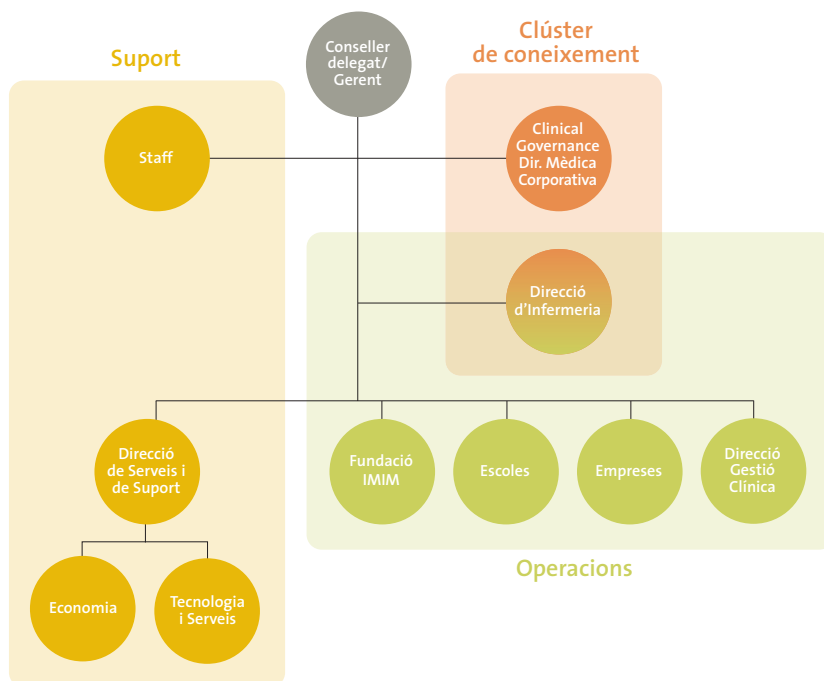 Suport
Conseller
delegat/
Gerent
Clúster
de coneixement
Staff
Clinical
Governance
Dir. Mèdica
Corporativa
Direcció
d'Infermeria
Direcció
de Serveis i
de Suport
Fundació
IMIM
Escoles
Empreses
Direcció
Gestió
Clínica
Operacions
Economia
Tecnologia
i Serveis